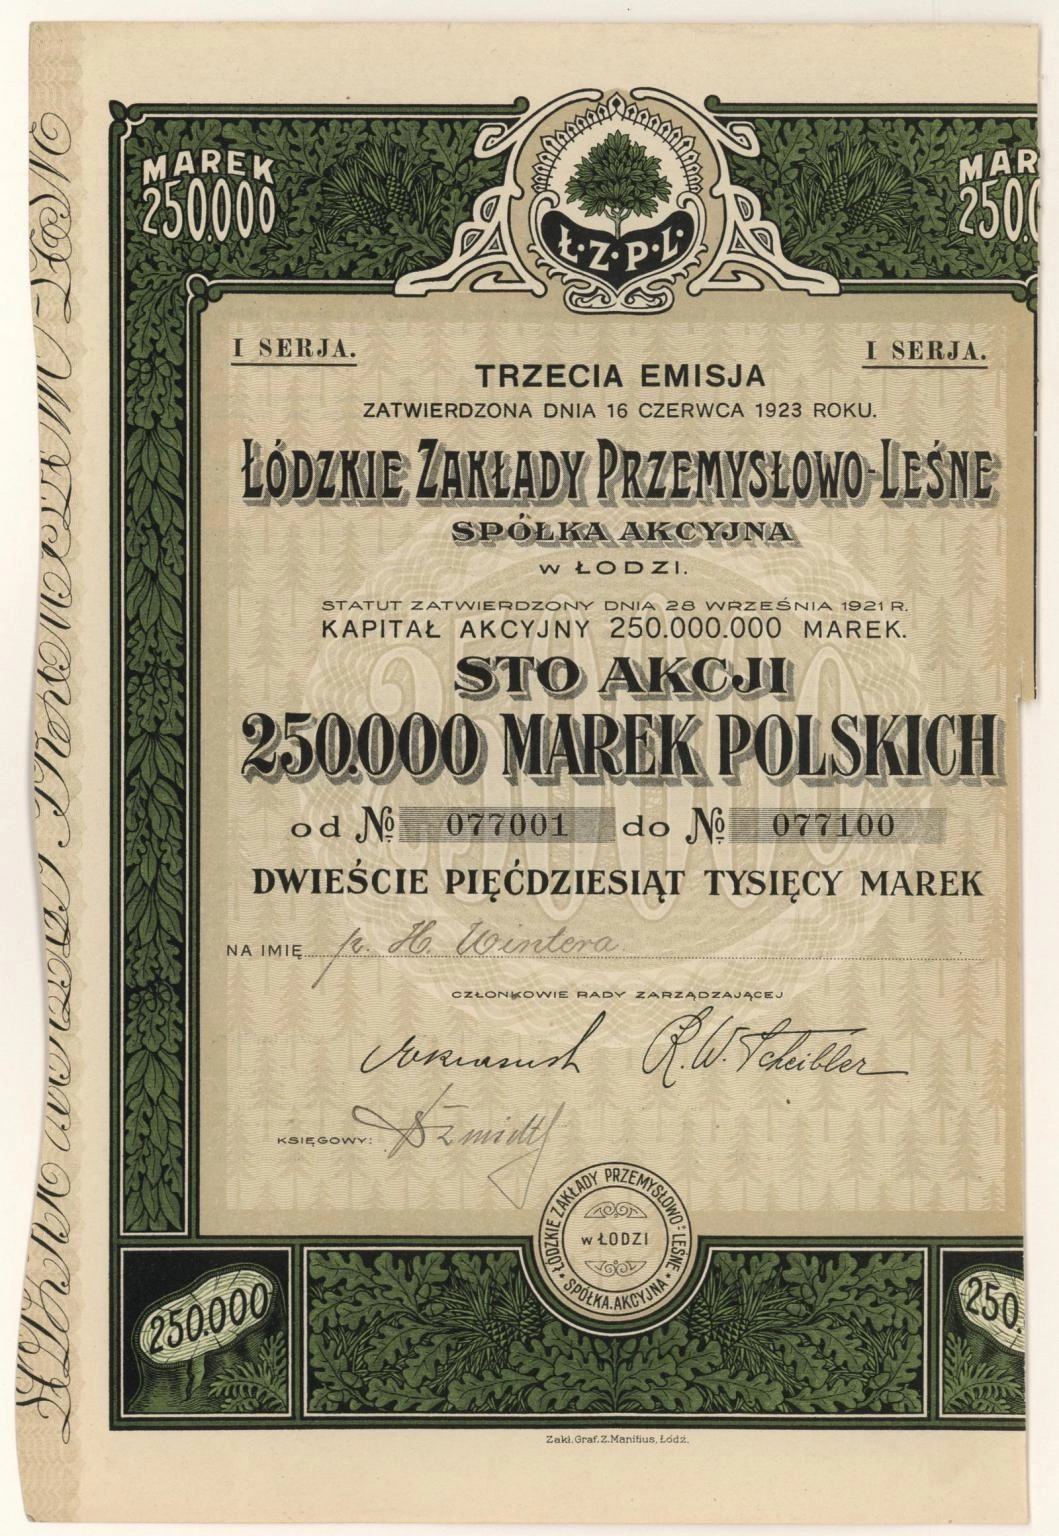 MAREK
250.000
Ł.Z.P.L.
MAR
250
I SERJA.
I SERJA.
TRZECIA EMISJA
ZATWIERDZONA DNIA 16 CZERWCA 1923 ROKU.
ŁÓDZKIE ZAKŁADY PRZEMYSŁOWO-LEŚNE
SPÓŁKA AKCYJNA
W ŁODZI.
STATUT ZATWIERDZONY DNIA 28 WRZEŚNIA 1921 R.
KAPITAŁ AKCYJNY 250.000.000 MAREK.
STO AKCJI
250.000 MAREK POLSKICH
od № 077001 do № 077100
DWIEŚCIE PIĘĆDZIESIĄT TYSIĘCY MAREK
NA IMIĘ p. H. Wintera
CZŁONKOWIE RADY ZARZĄDZAJĄCEJ
R. W. Scheibler
KSIĘGOWY:
ŁÓDZKIE ZAKŁADY PRZEMYSŁOWO-LEŚNE
w ŁODZI
SPÓŁKA AKCYJNA
250.000
250.
Zakł. Graf. Z. Manitius, Łódź.